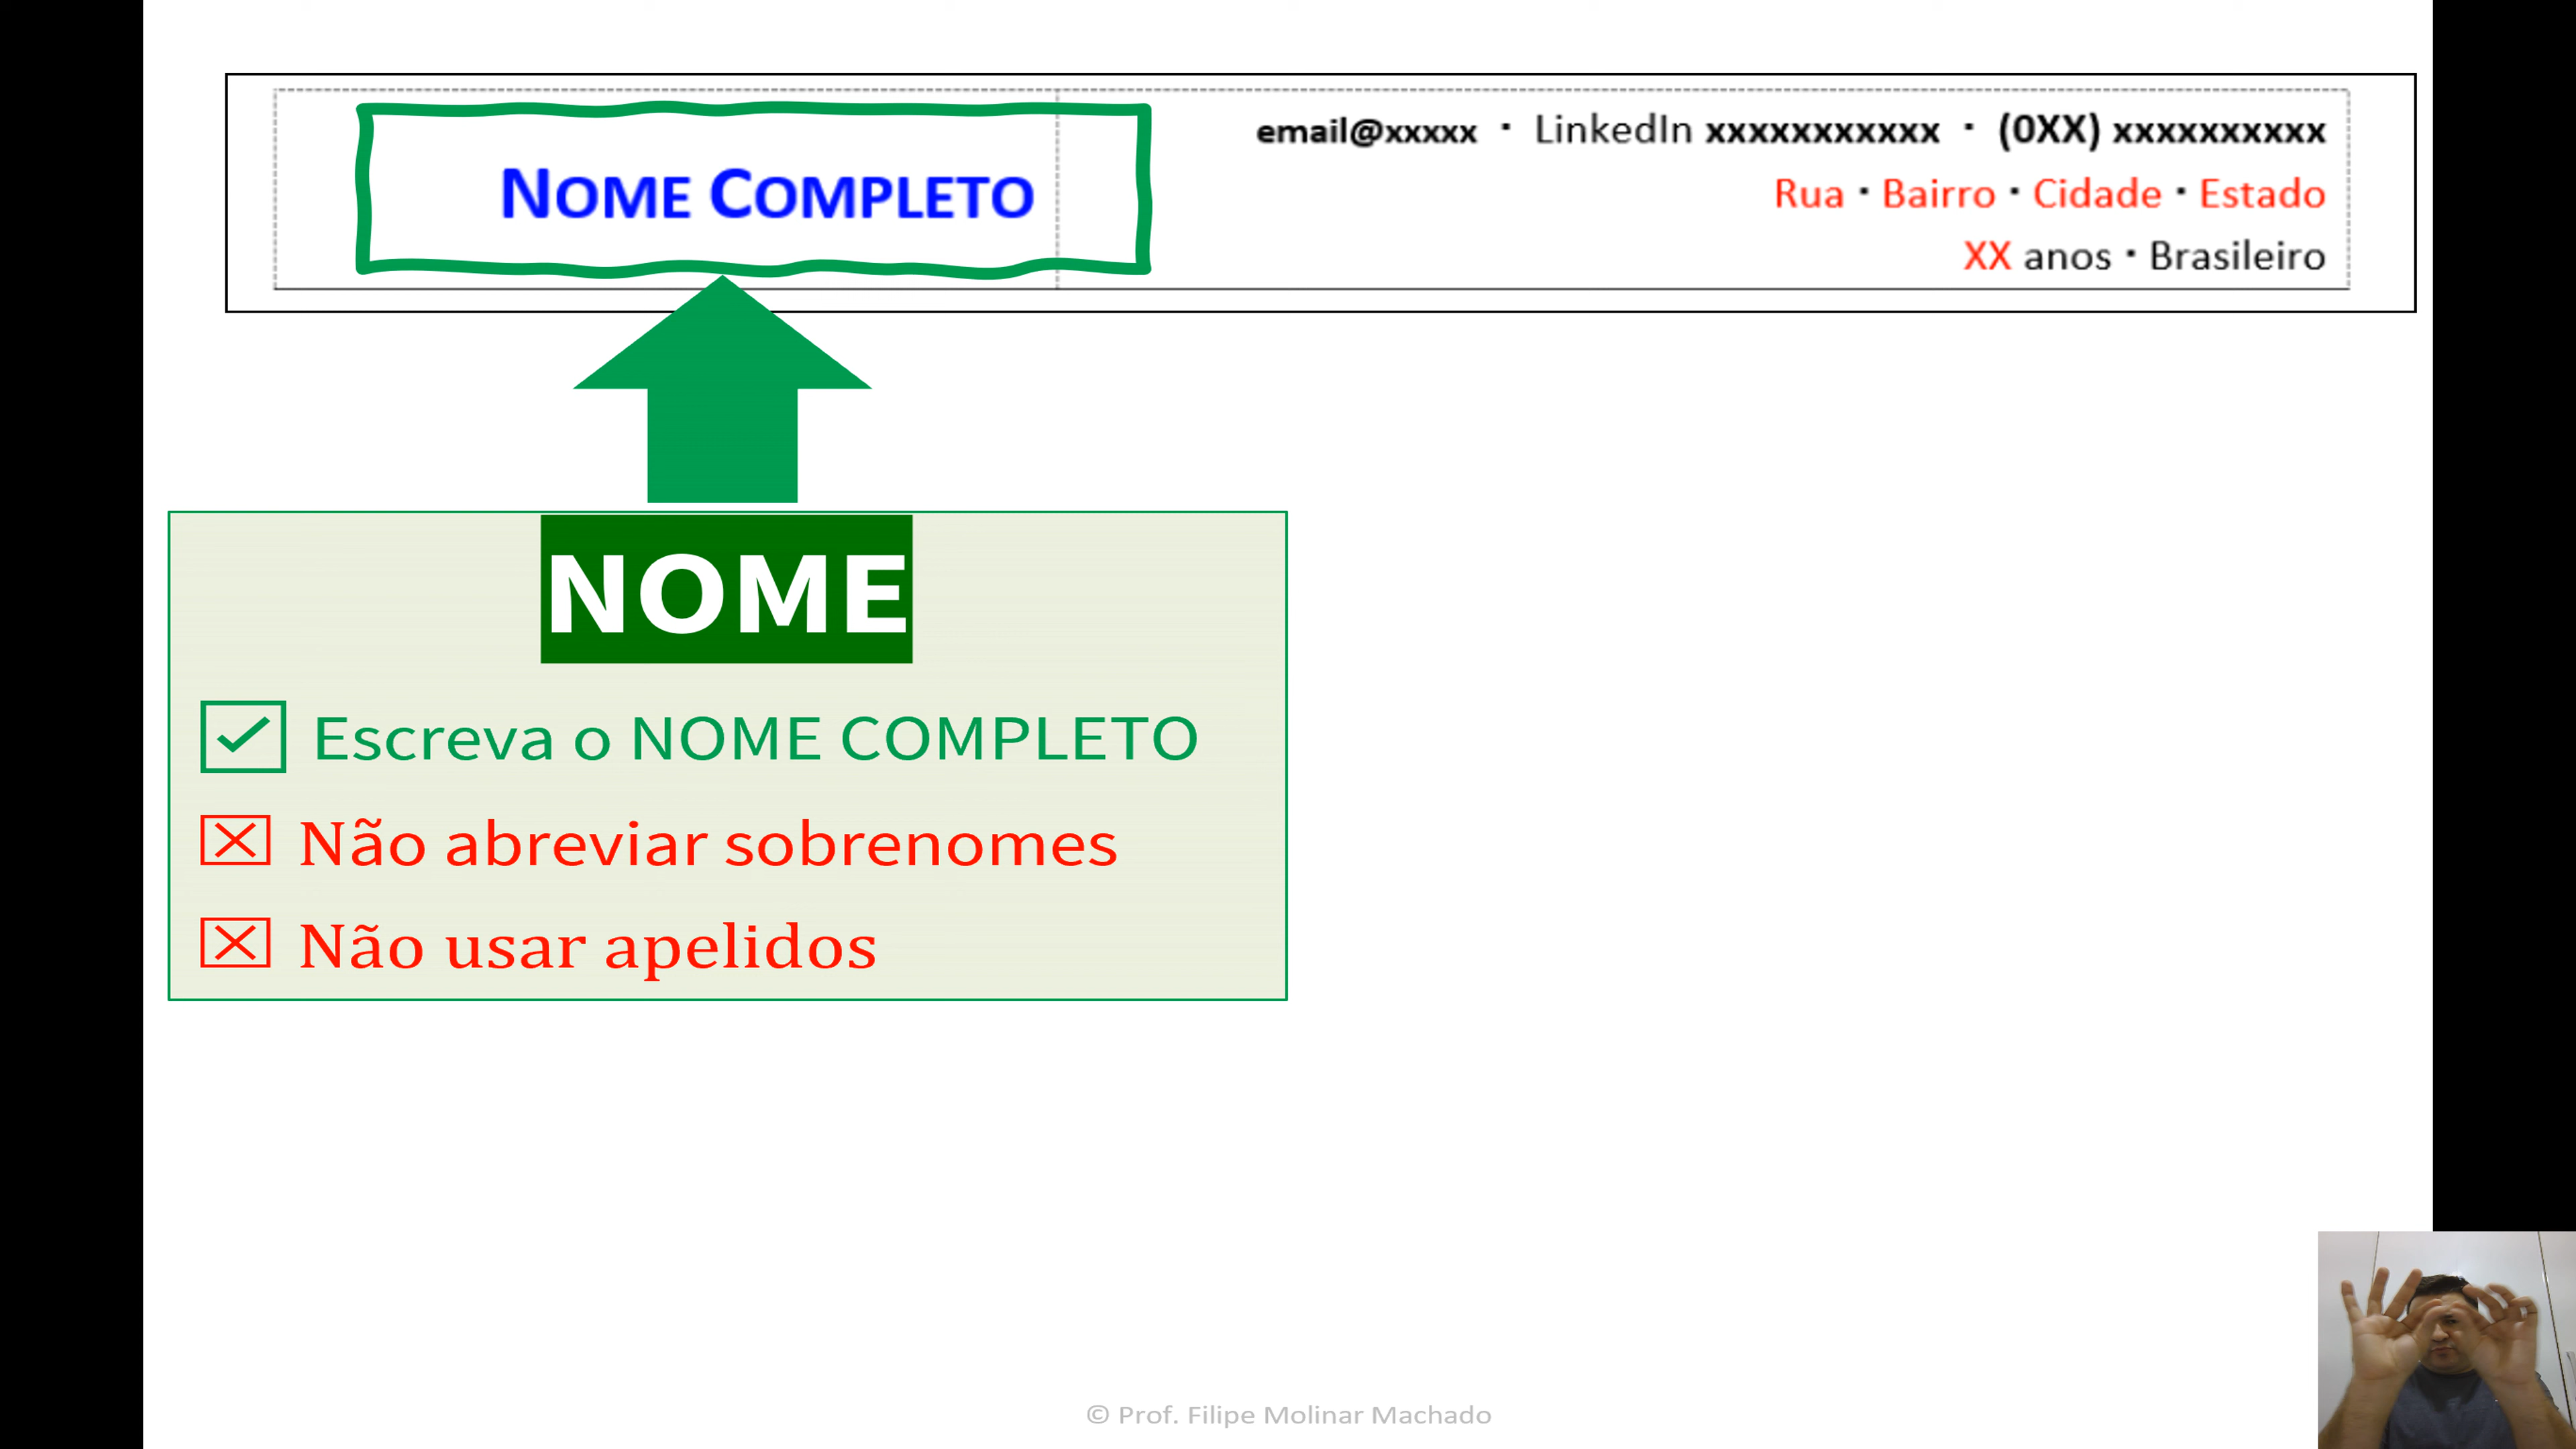 NOME COMPLETO
email@xxxxx · LinkedIn xxxxxxxxxxx · (0XX) xxxxxxxxxx
Rua · Bairro · Cidade · Estado
XX anos · Brasileiro
NOME
Escreva o NOME COMPLETO
Não abreviar sobrenomes
Não usar apelidos
© Prof. Filipe Molinar Machado